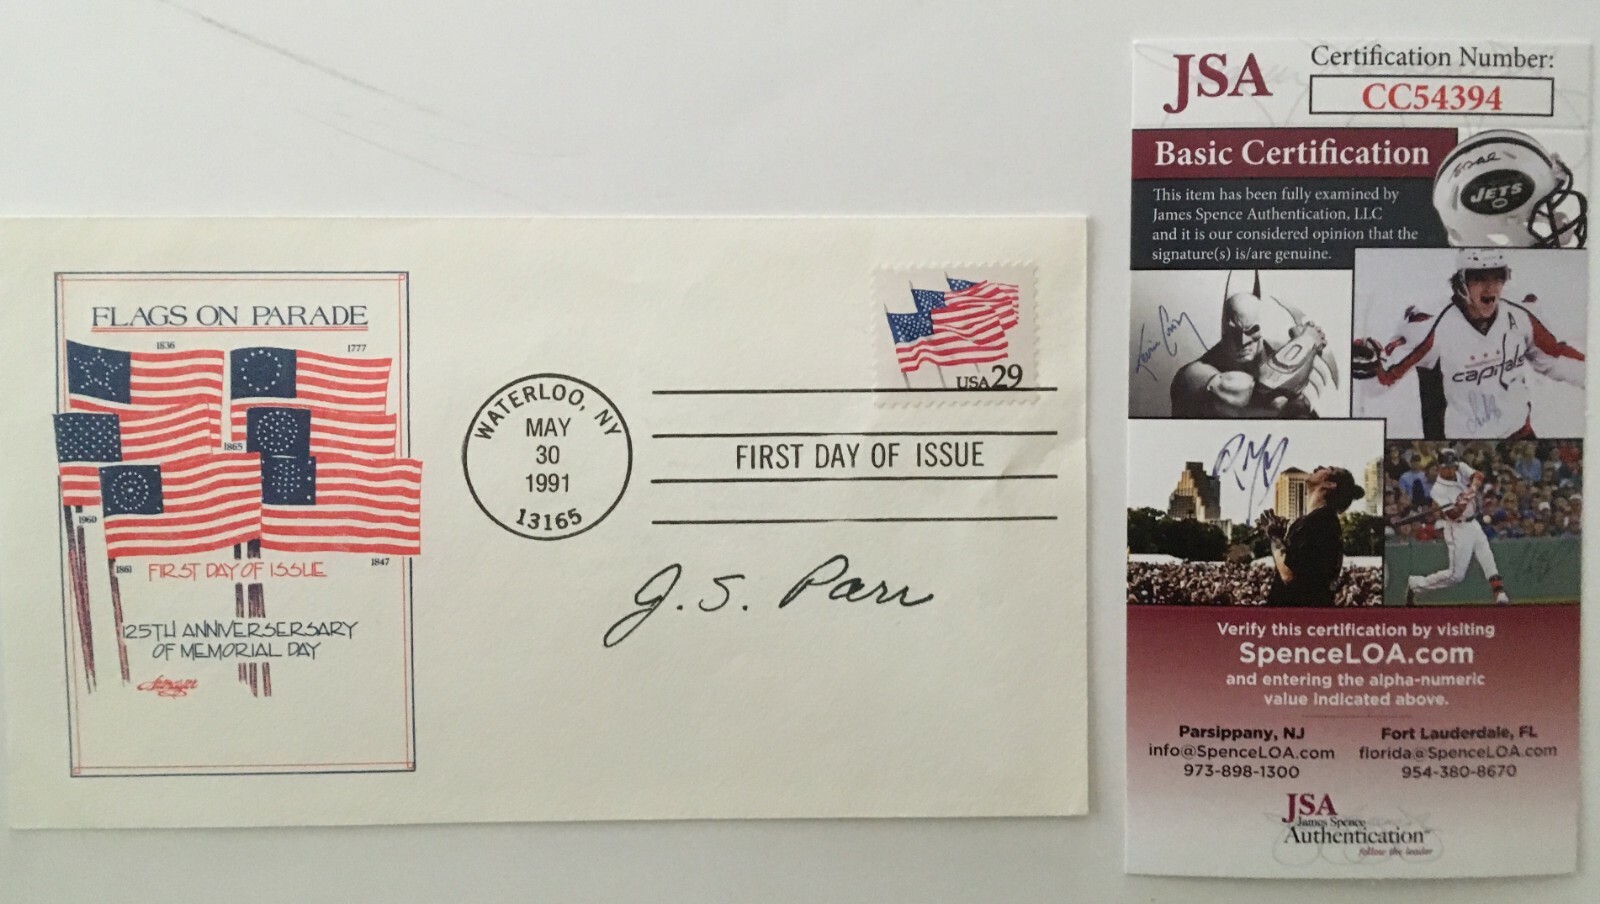 FLAGS ON PARADE
1836
1777
1865
1960
1861
1847
FIRST DAY OF ISSUE
125TH ANNIVERSERSARY
OF MEMORIAL DAY
USA 29
WATERLOO, NY
MAY
30
1991
13165
FIRST DAY OF ISSUE
J. S. Parr
JSA
Certification Number:
CC54394
Basic Certification
This item has been fully examined by
James Spence Authentication, LLC
and it is our considered opinion that the
signature(s) is/are genuine.
JETS
A
capitals
Verify this certification by visiting
SpenceLOA.com
and entering the alpha-numeric
value indicated above.
Parsippany, NJ
info@SpenceLOA.com
973-898-1300
Fort Lauderdale, FL
florida@SpenceLOA.com
954-380-8670
JSA
James Spence
Authentication
follow the leader